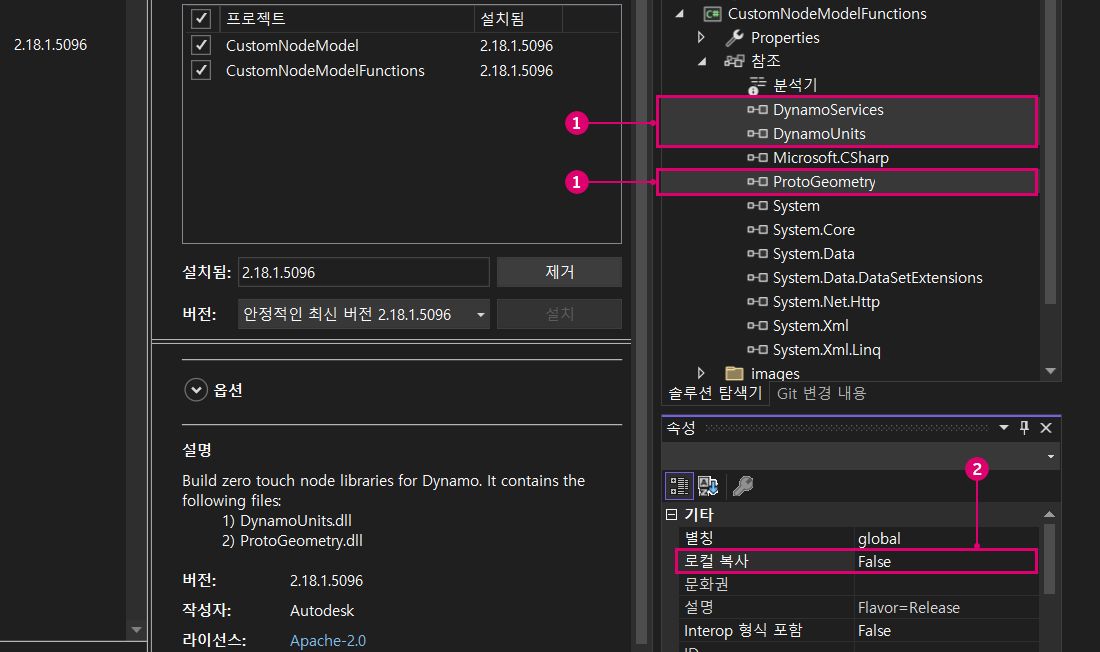 2.18.1.5096
프로젝트 설치됨
CustomNodeModel 2.18.1.5096
CustomNodeModelFunctions 2.18.1.5096
설치됨: 2.18.1.5096 제거
버전: 안정적인 최신 버전 2.18.1.5096 설치
옵션
설명
Build zero touch node libraries for Dynamo. It contains the
following files:
1) DynamoUnits.dll
2) ProtoGeometry.dll
버전: 2.18.1.5096
작성자: Autodesk
라이선스: Apache-2.0
C# CustomNodeModelFunctions
Properties
참조
분석기
1 DynamoServices
DynamoUnits
Microsoft.CSharp
1 ProtoGeometry
System
System.Core
System.Data
System.Data.DataSetExtensions
System.Net.Http
System.Xml
System.Xml.Linq
images
솔루션 탐색기 Git 변경 내용
속성
2
기타
별칭 global
로컬 복사 False
문화권
설명 Flavor=Release
Interop 형식 포함 False
ID